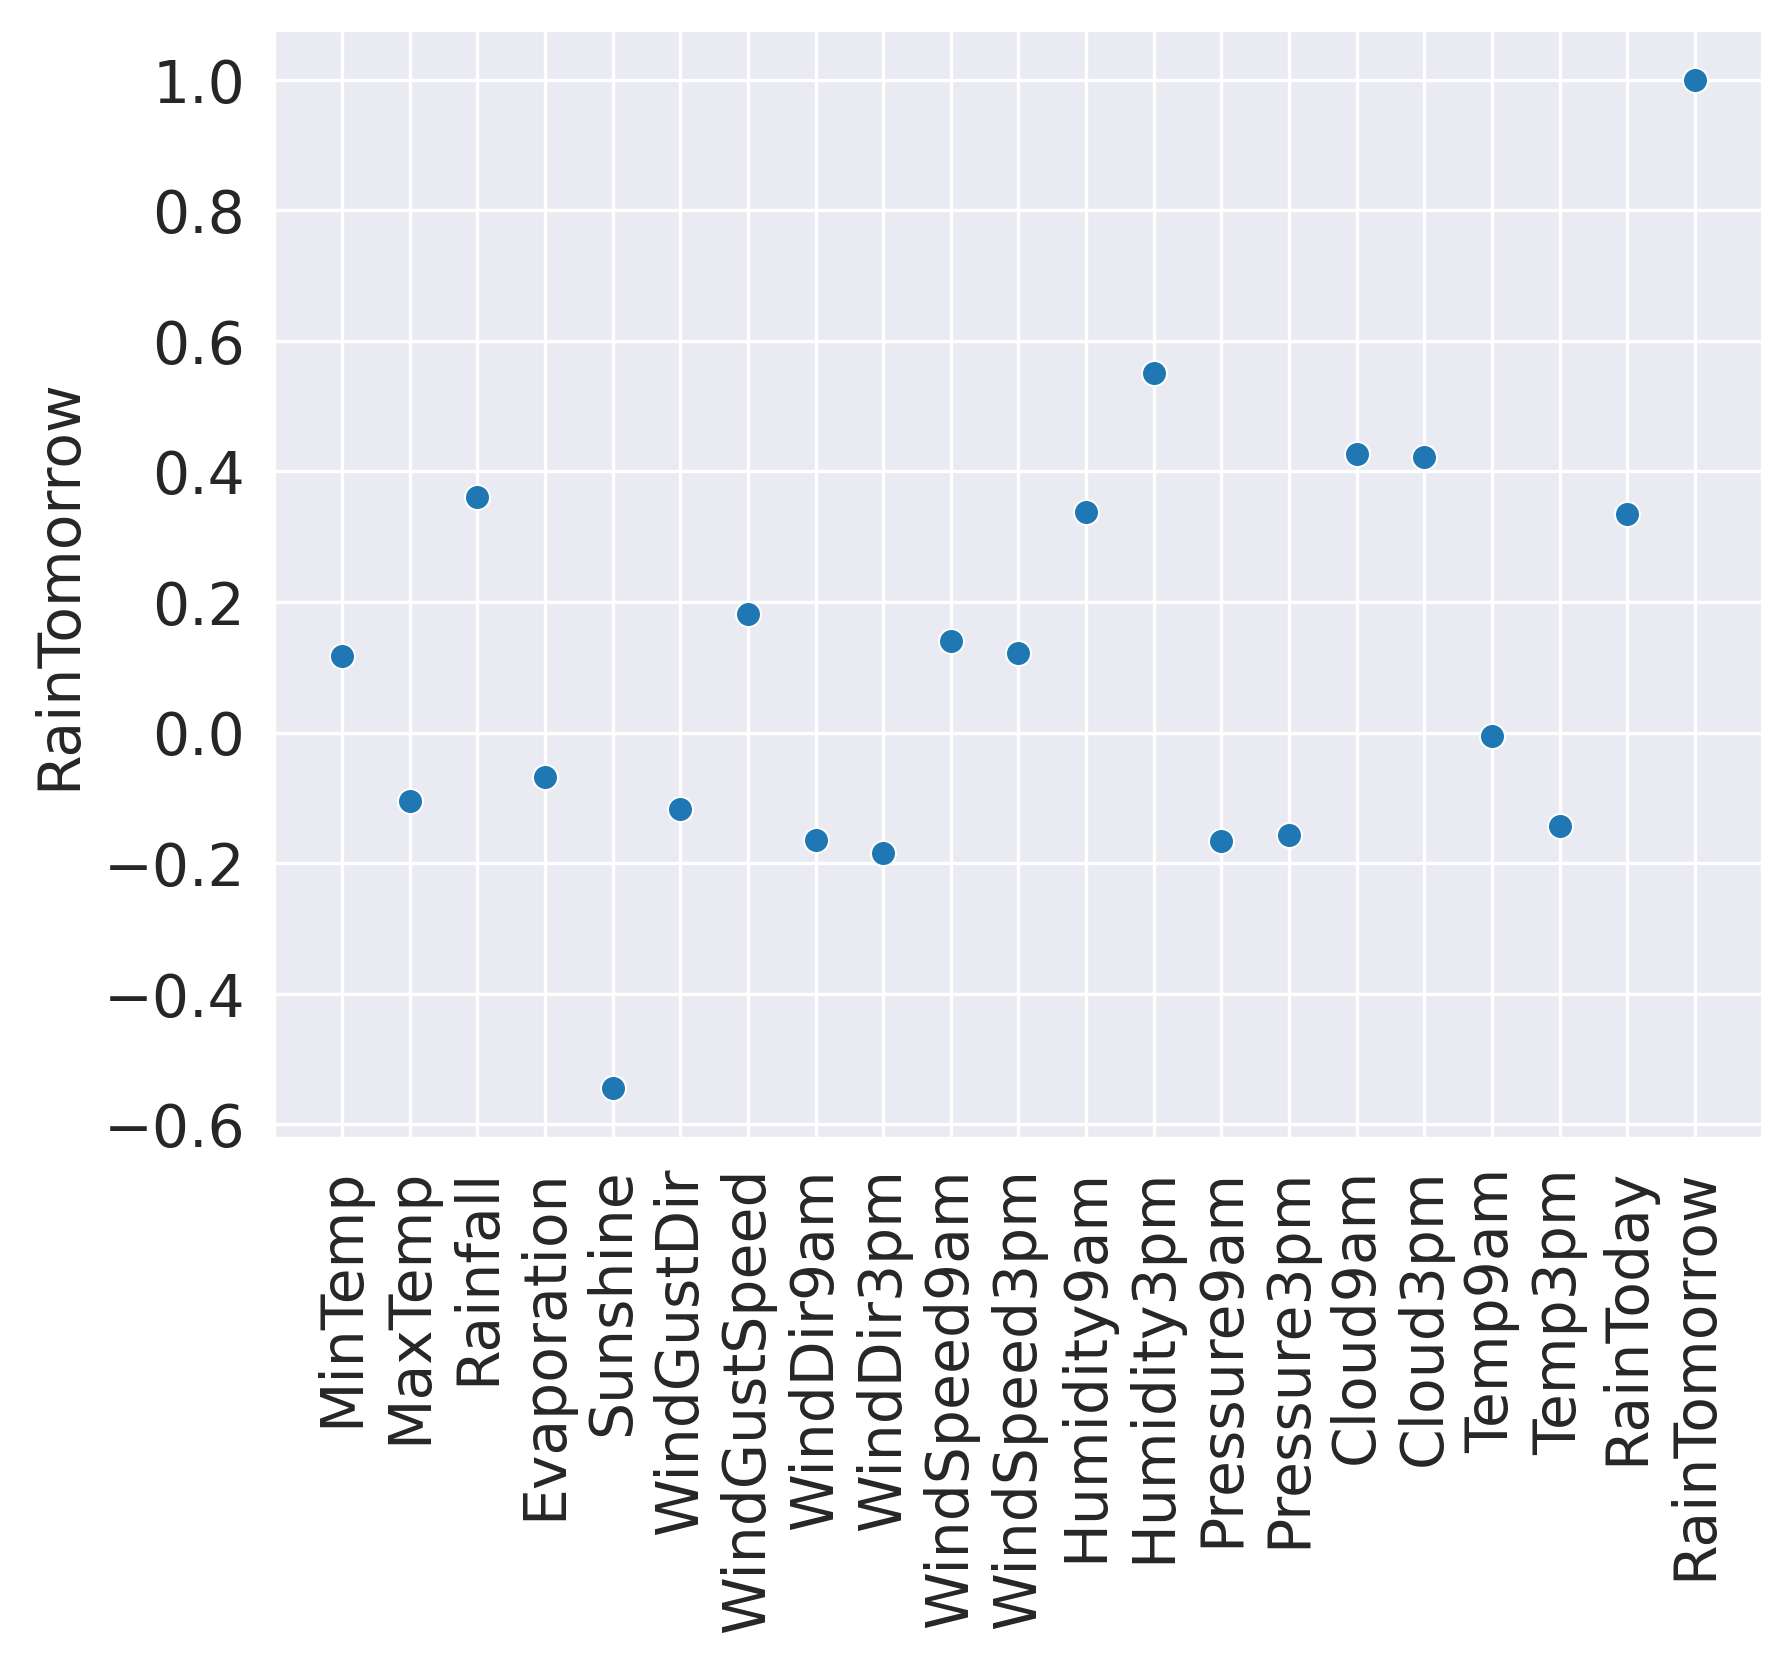 1.0
0.8
0.6
0.4
0.2
0.0
−0.2
−0.4
−0.6
RainTomorrow
MinTemp
MaxTemp
Rainfall
Evaporation
Sunshine
WindGustDir
WindGustSpeed
WindDir9am
WindDir3pm
WindSpeed9am
WindSpeed3pm
Humidity9am
Humidity3pm
Pressure9am
Pressure3pm
Cloud9am
Cloud3pm
Temp9am
Temp3pm
RainToday
RainTomorrow